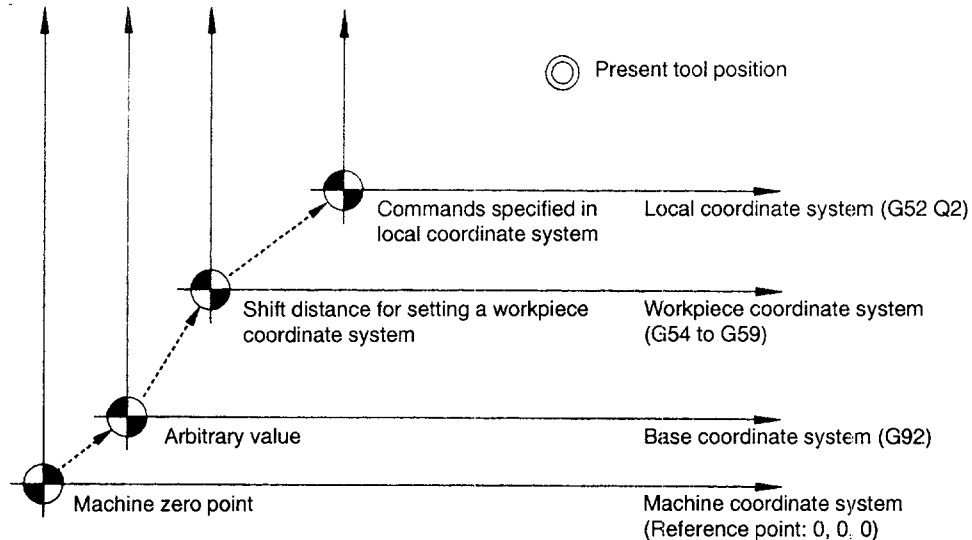 Present tool position
Commands specified in
local coordinate system
Local coordinate system (G52 Q2)
Shift distance for setting a workpiece
coordinate system
Workpiece coordinate system
(G54 to G59)
Arbitrary value
Base coordinate system (G92)
Machine zero point
Machine coordinate system
(Reference point: 0, 0, 0)